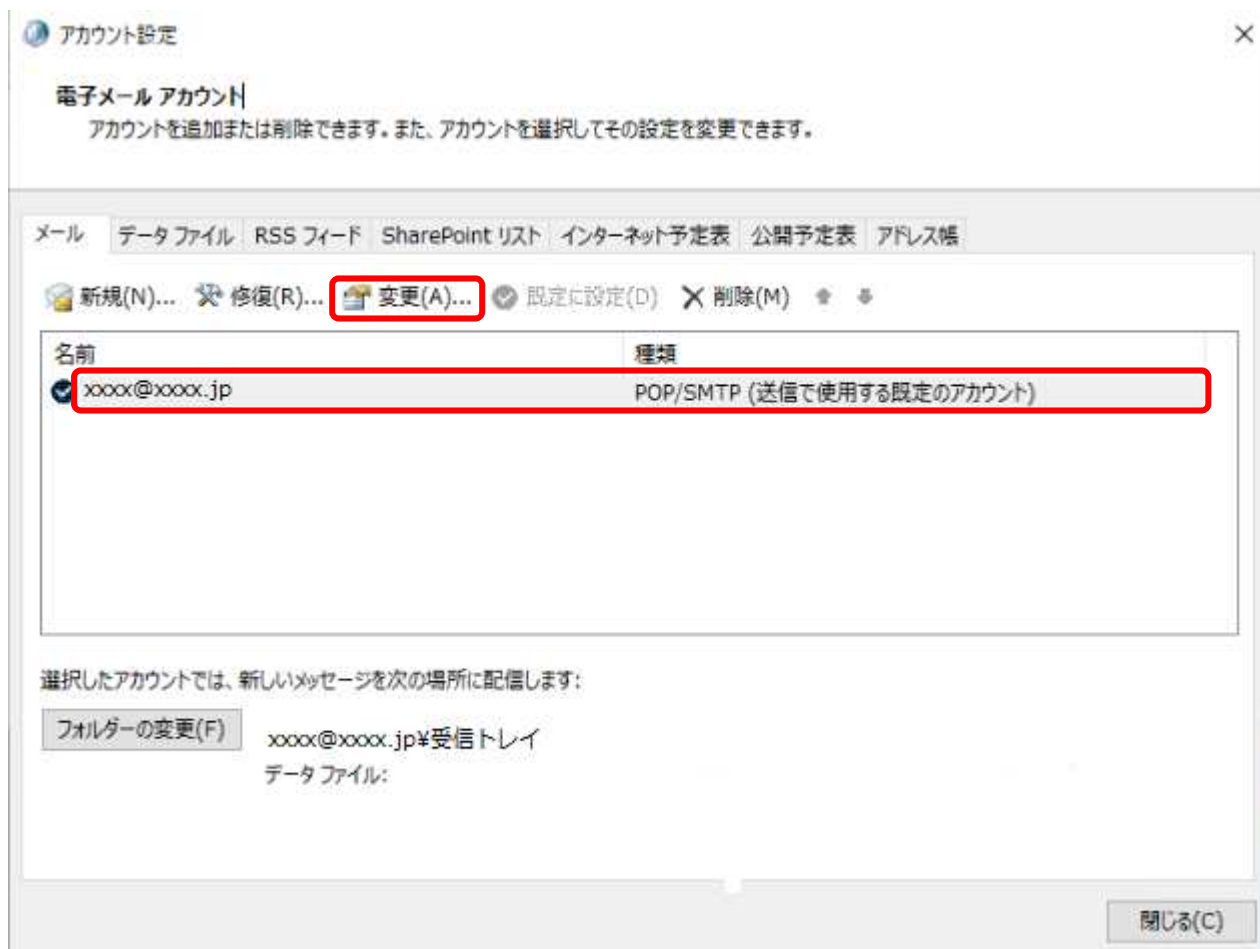 アカウント設定
電子メール アカウント
アカウントを追加または削除できます。また、アカウントを選択してその設定を変更できます。
メール データ ファイル RSS フィード SharePoint リスト インターネット予定表 公開予定表 アドレス帳
新規(N)... 修復(R)... 変更(A)... 既定に設定(D) 削除(M)
名前 種類
xxxx@xxxx.jp POP/SMTP (送信で使用する既定のアカウント)
選択したアカウントでは、新しいメッセージを次の場所に配信します:
フォルダーの変更(F) xxxx@xxxx.jp¥受信トレイ
データ ファイル:
閉じる(C)